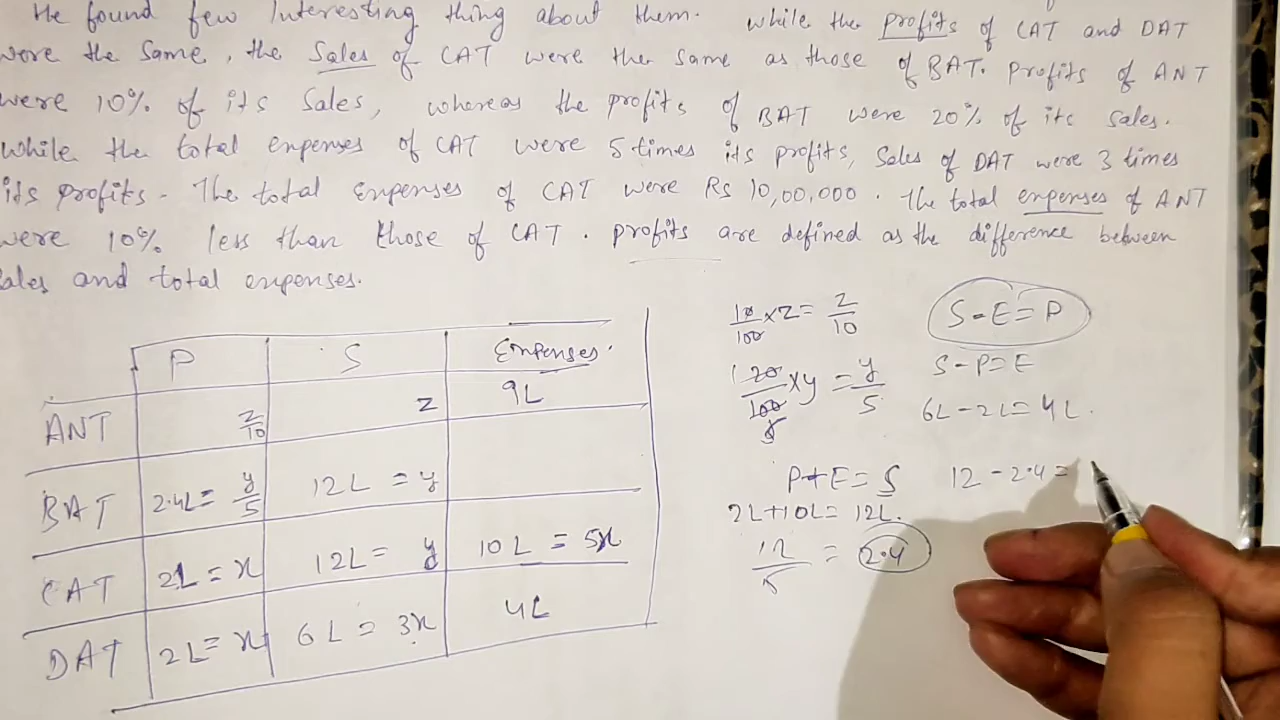 He found few Interesting thing about them. while the profits of CAT and DAT
were the Same, the Sales of CAT were the same as those of BAT. Profits of ANT
were 10% of its Sales, whereas the profits of BAT were 20% of its sales.
While the total expenses of CAT were 5 times its profits, Sales of DAT were 3 times
its profits. The total Expenses of CAT were Rs 10,00,000. The total expenses of ANT
were 10% less than those of CAT. profits are defined as the difference between
Sales and total expenses.
P S Expenses.
ANT z/10 z 9L
BAT 2.4L = y/5 12L = y
CAT 2L = x 12L = y 10L = 5x
DAT 2L = x 6L = 3x 4L
10/100 × z = z/10
S - E = P
20/100 × y = y/5
5
S - P = E
6L - 2L = 4L.
P + E = S
2L + 10L = 12L.
12/5 = 2.4
12 - 2.4 =